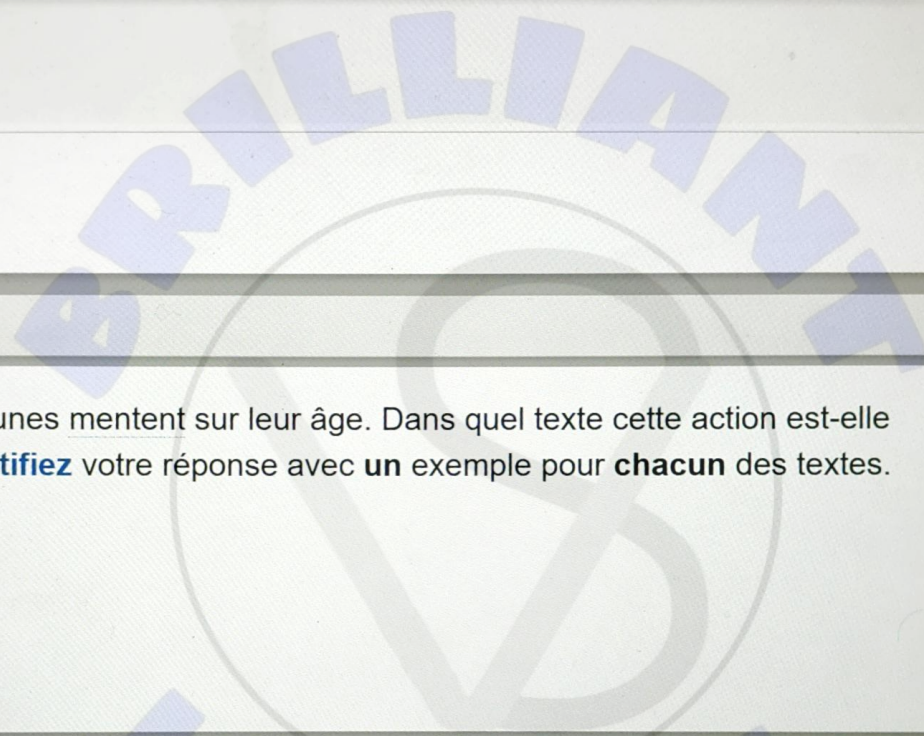 BRILLIANT
unes mentent sur leur âge. Dans quel texte cette action est-elle
tifiez votre réponse avec un exemple pour chacun des textes.